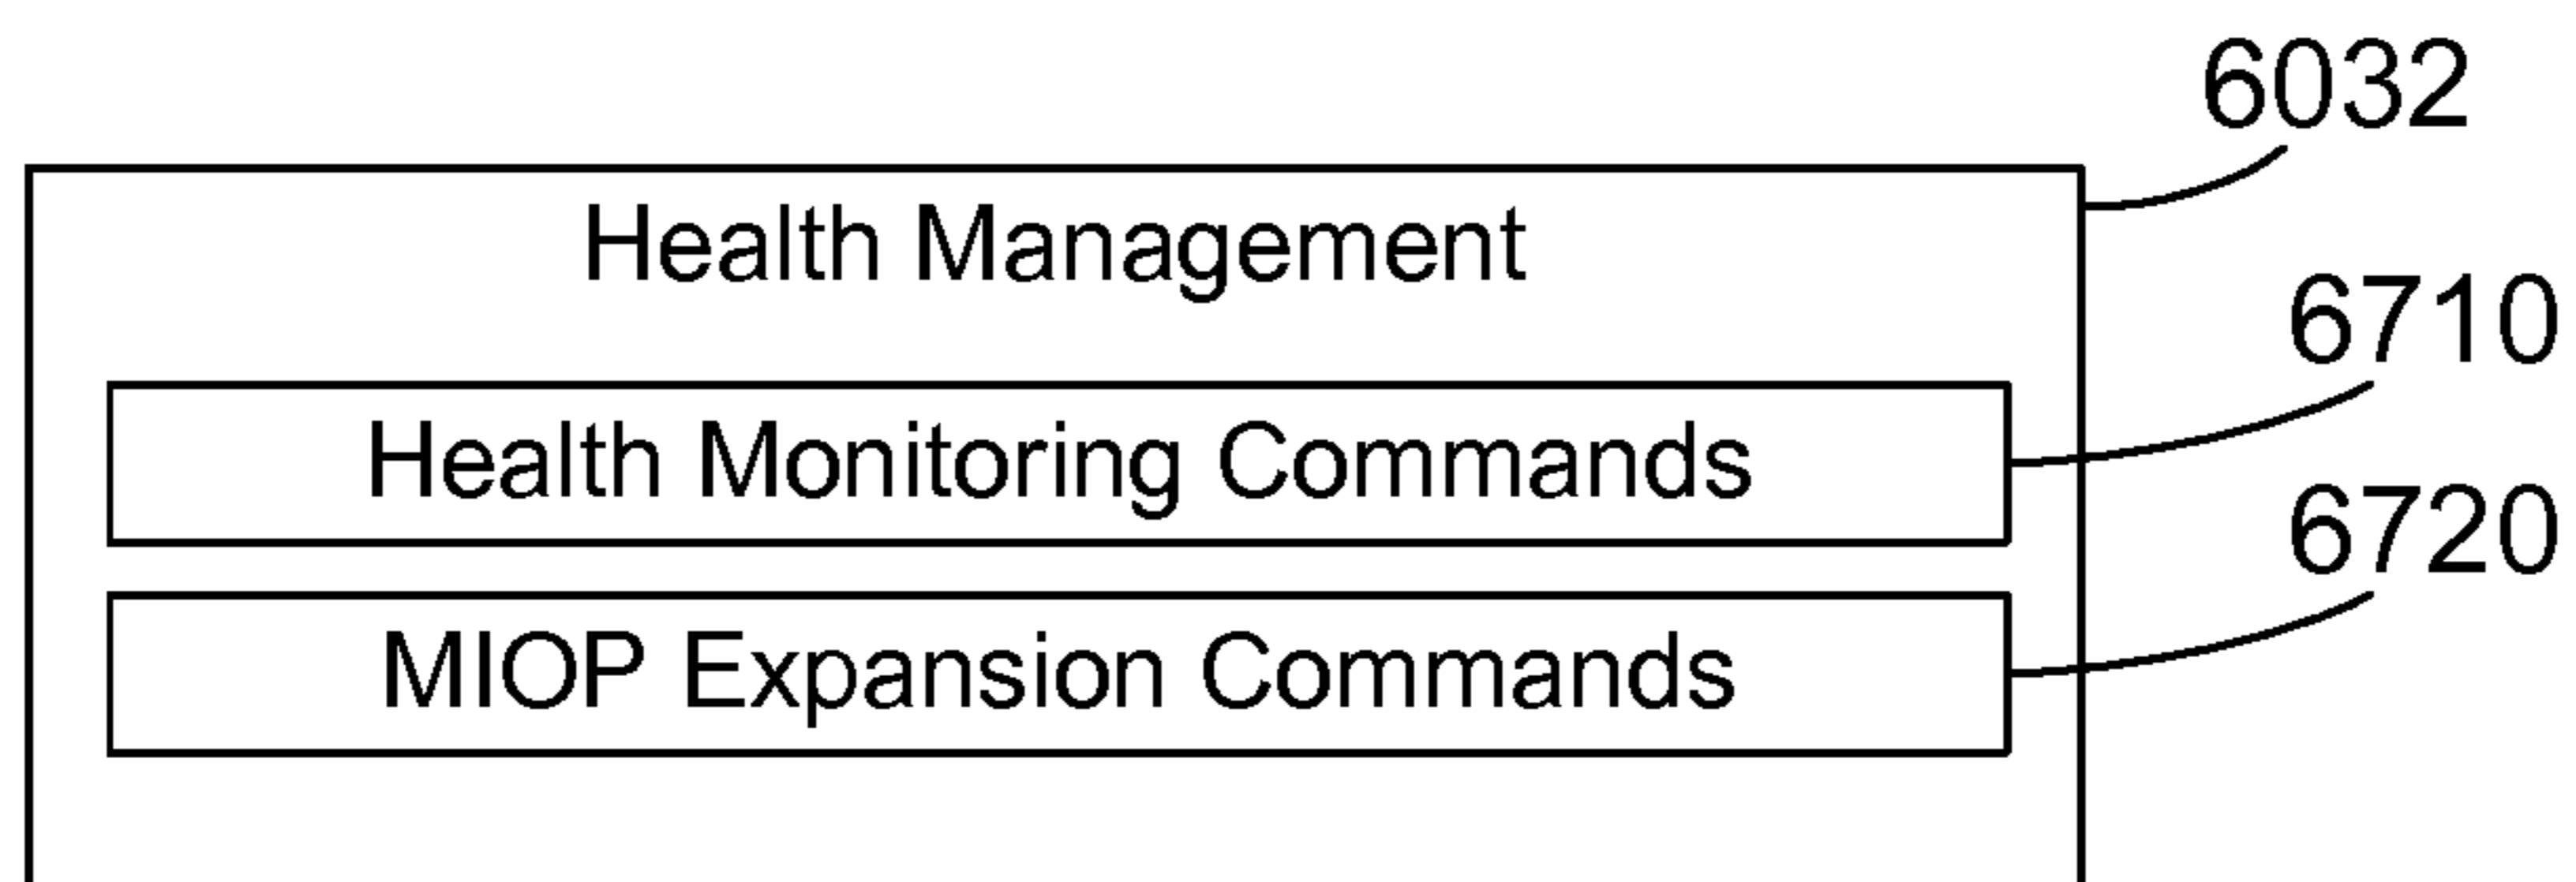 6032
Health Management
6710
Health Monitoring Commands
6720
MIOP Expansion Commands